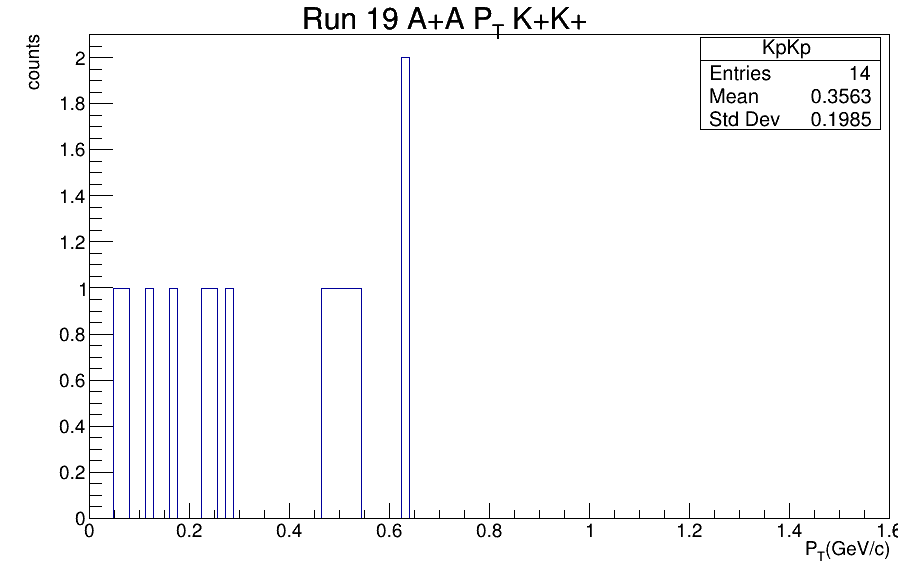 Run 19 A+A P_T K+K+
counts
KpKp
Entries 14
Mean 0.3563
Std Dev 0.1985
2
1.8
1.6
1.4
1.2
1
0.8
0.6
0.4
0.2
0
0 0.2 0.4 0.6 0.8 1 1.2 1.4 1.6
P_T(GeV/c)